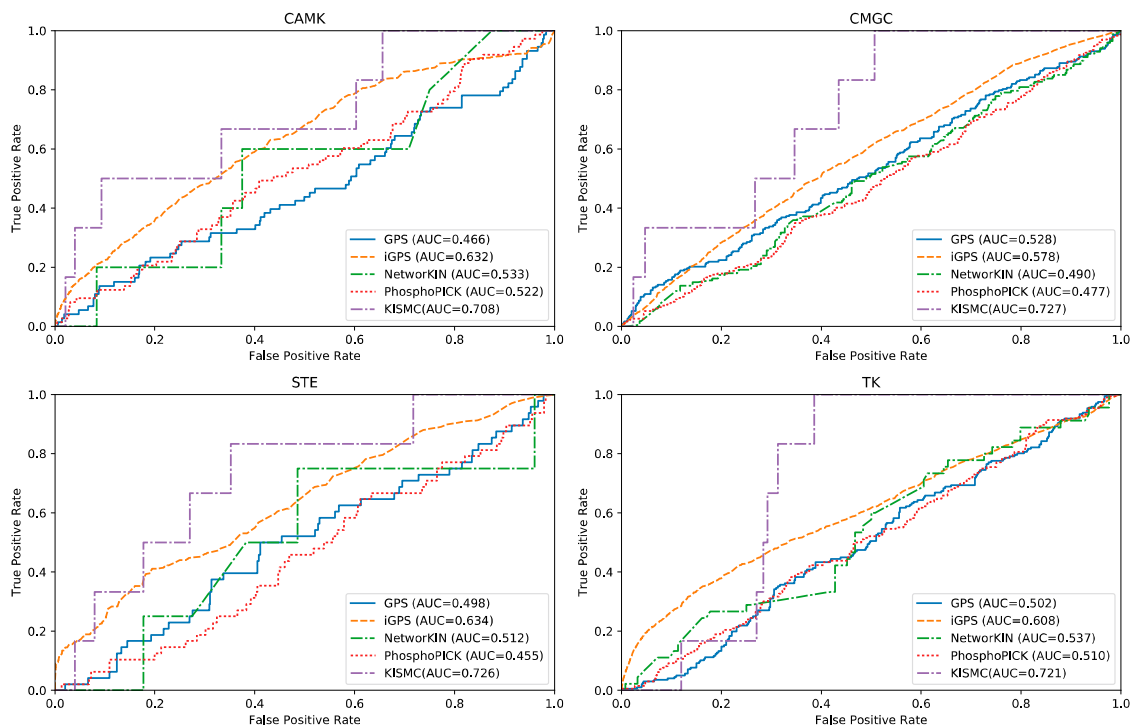 CAMK
1.0
0.8
0.6
0.4
0.2
0.0
True Positive Rate
GPS (AUC=0.466)
iGPS (AUC=0.632)
NetworKIN (AUC=0.533)
PhosphoPICK (AUC=0.522)
KISMC(AUC=0.708)
0.0 0.2 0.4 0.6 0.8 1.0
False Positive Rate
CMGC
1.0
0.8
0.6
0.4
0.2
0.0
True Positive Rate
GPS (AUC=0.528)
iGPS (AUC=0.578)
NetworKIN (AUC=0.490)
PhosphoPICK (AUC=0.477)
KISMC(AUC=0.727)
0.0 0.2 0.4 0.6 0.8 1.0
False Positive Rate
STE
1.0
0.8
0.6
0.4
0.2
0.0
True Positive Rate
GPS (AUC=0.498)
iGPS (AUC=0.634)
NetworKIN (AUC=0.512)
PhosphoPICK (AUC=0.455)
KISMC(AUC=0.726)
0.0 0.2 0.4 0.6 0.8 1.0
False Positive Rate
TK
1.0
0.8
0.6
0.4
0.2
0.0
True Positive Rate
GPS (AUC=0.502)
iGPS (AUC=0.608)
NetworKIN (AUC=0.537)
PhosphoPICK (AUC=0.510)
KISMC(AUC=0.721)
0.0 0.2 0.4 0.6 0.8 1.0
False Positive Rate